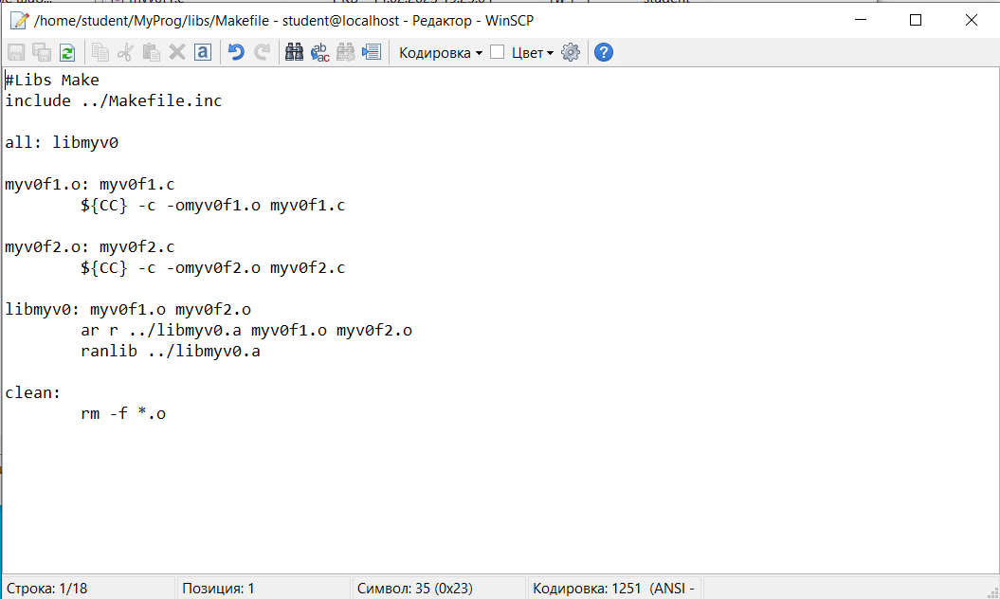 /home/student/MyProg/libs/Makefile - student@localhost - Редактор - WinSCP
Кодировка Цвет
#Libs Make
include ../Makefile.inc
all: libmyv0
myv0f1.o: myv0f1.c
${CC} -c -omyv0f1.o myv0f1.c
myv0f2.o: myv0f2.c
${CC} -c -omyv0f2.o myv0f2.c
libmyv0: myv0f1.o myv0f2.o
ar r ../libmyv0.a myv0f1.o myv0f2.o
ranlib ../libmyv0.a
clean:
rm -f *.o
Строка: 1/18 Позиция: 1 Символ: 35 (0x23) Кодировка: 1251 (ANSI -